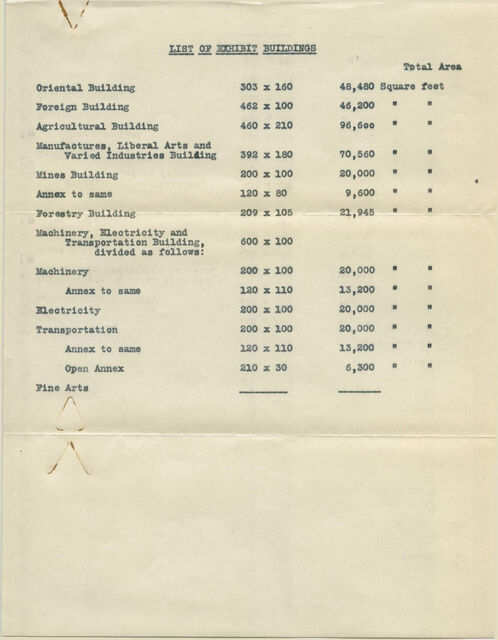 LIST OF EXHIBIT BUILDINGS
Total Area
Oriental Building 303 x 160 48,480 Square feet
Foreign Building 462 x 100 46,200 " "
Agricultural Building 460 x 210 96,600 " "
Manufactures, Liberal Arts and
Varied Industries Building 392 x 180 70,560 " "
Mines Building 200 x 100 20,000 " "
Annex to same 120 x 80 9,600 " "
Forestry Building 209 x 105 21,945 " "
Machinery, Electricity and
Transportation Building, 600 x 100
divided as follows:
Machinery 200 x 100 20,000 " "
Annex to same 120 x 110 13,200 " "
Electricity 200 x 100 20,000 " "
Transportation 200 x 100 20,000 " "
Annex to same 120 x 110 13,200 " "
Open Annex 210 x 30 6,300 " "
Fine Arts